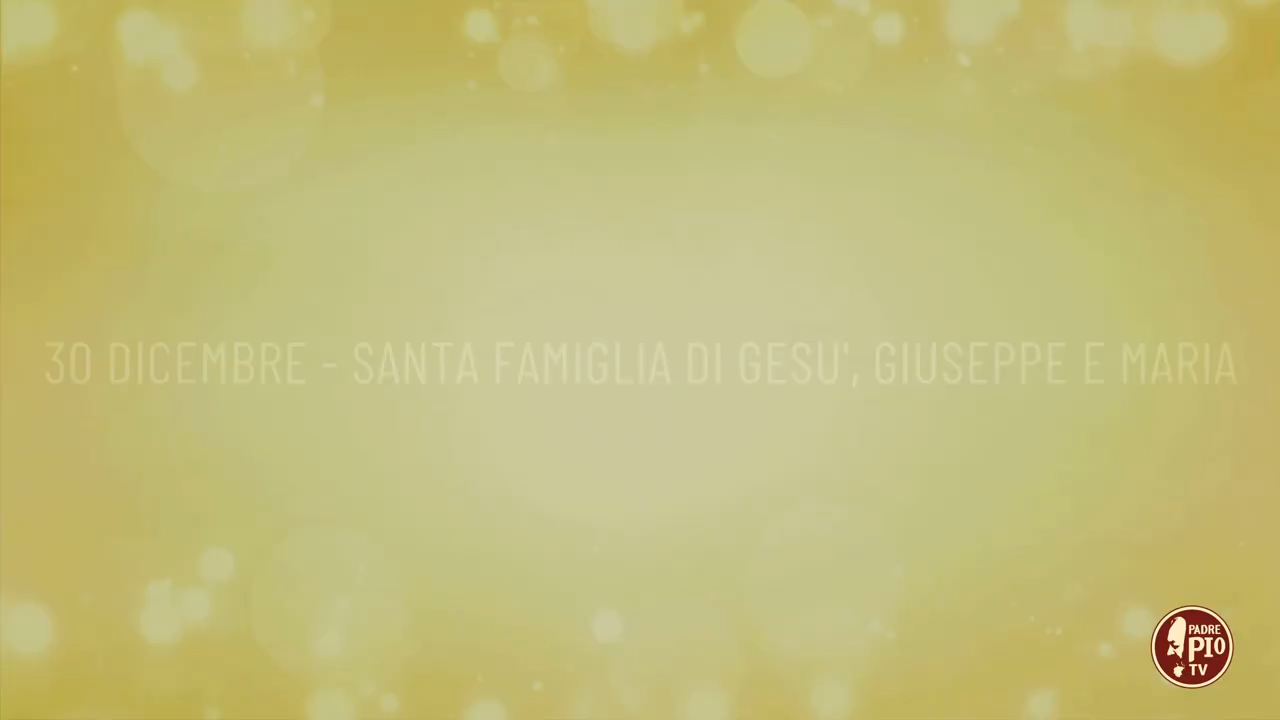 30 DICEMBRE - SANTA FAMIGLIA DI GESU', GIUSEPPE E MARIA
PADRE
PIO
TV